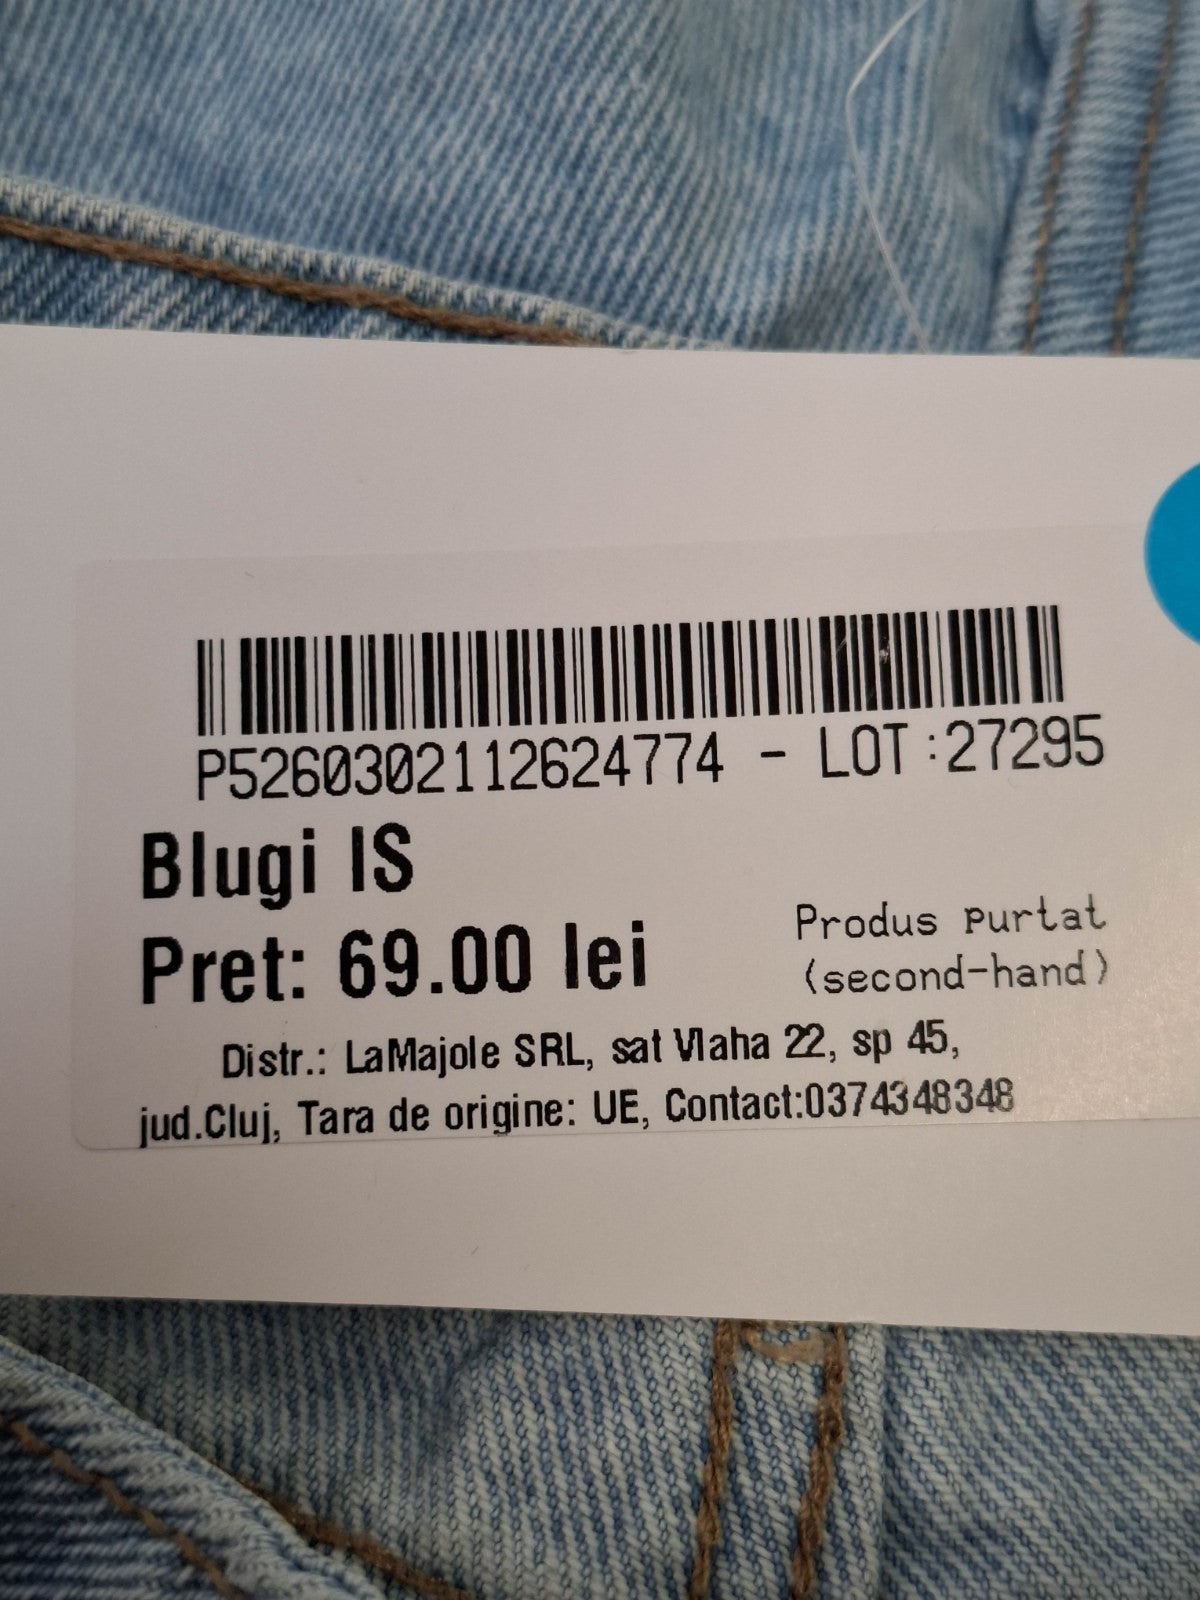 P5260302112624774 - LOT:27295
Blugi IS
Pret: 69.00 lei
Produs purtat
(second-hand)
Distr.: LaMajole SRL, sat Vlaha 22, sp 45,
jud.Cluj, Tara de origine: UE, Contact:0374348348